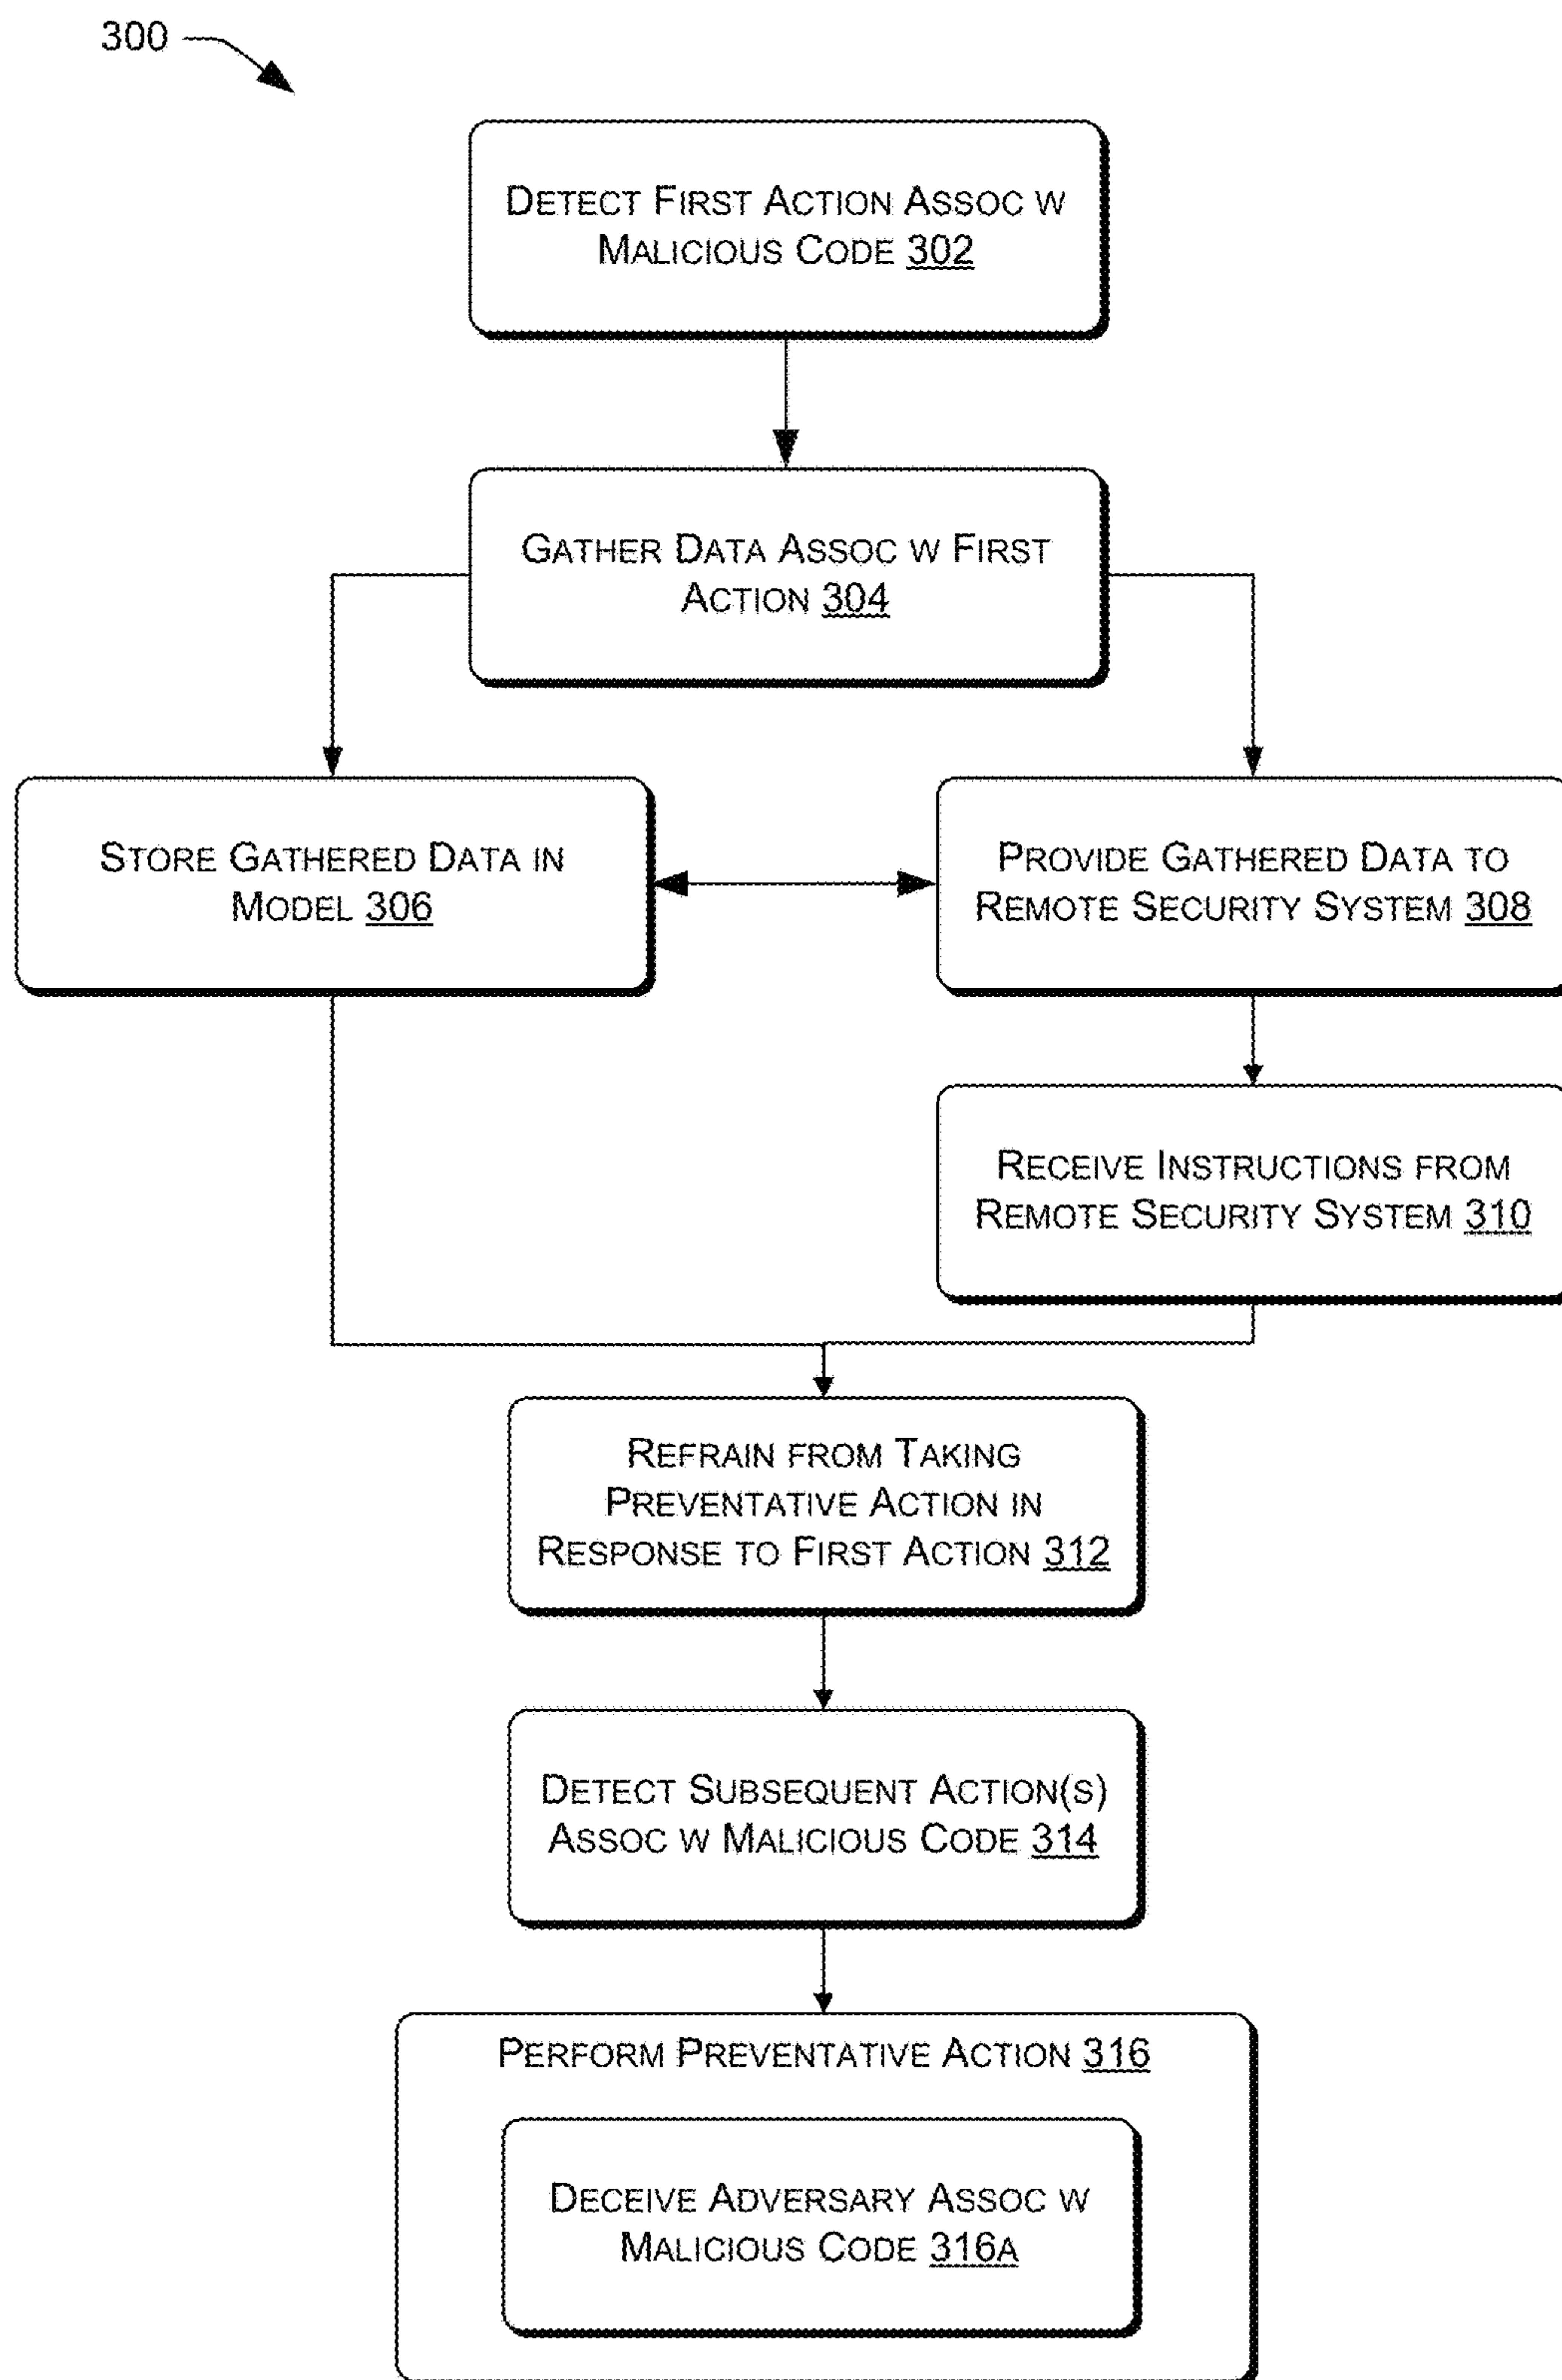 300
DETECT FIRST ACTION ASSOC W
MALICIOUS CODE 302
GATHER DATA ASSOC W FIRST
ACTION 304
STORE GATHERED DATA IN
MODEL 306
PROVIDE GATHERED DATA TO
REMOTE SECURITY SYSTEM 308
RECEIVE INSTRUCTIONS FROM
REMOTE SECURITY SYSTEM 310
REFRAIN FROM TAKING
PREVENTATIVE ACTION IN
RESPONSE TO FIRST ACTION 312
DETECT SUBSEQUENT ACTION(S)
ASSOC W MALICIOUS CODE 314
PERFORM PREVENTATIVE ACTION 316
DECEIVE ADVERSARY ASSOC W
MALICIOUS CODE 316A